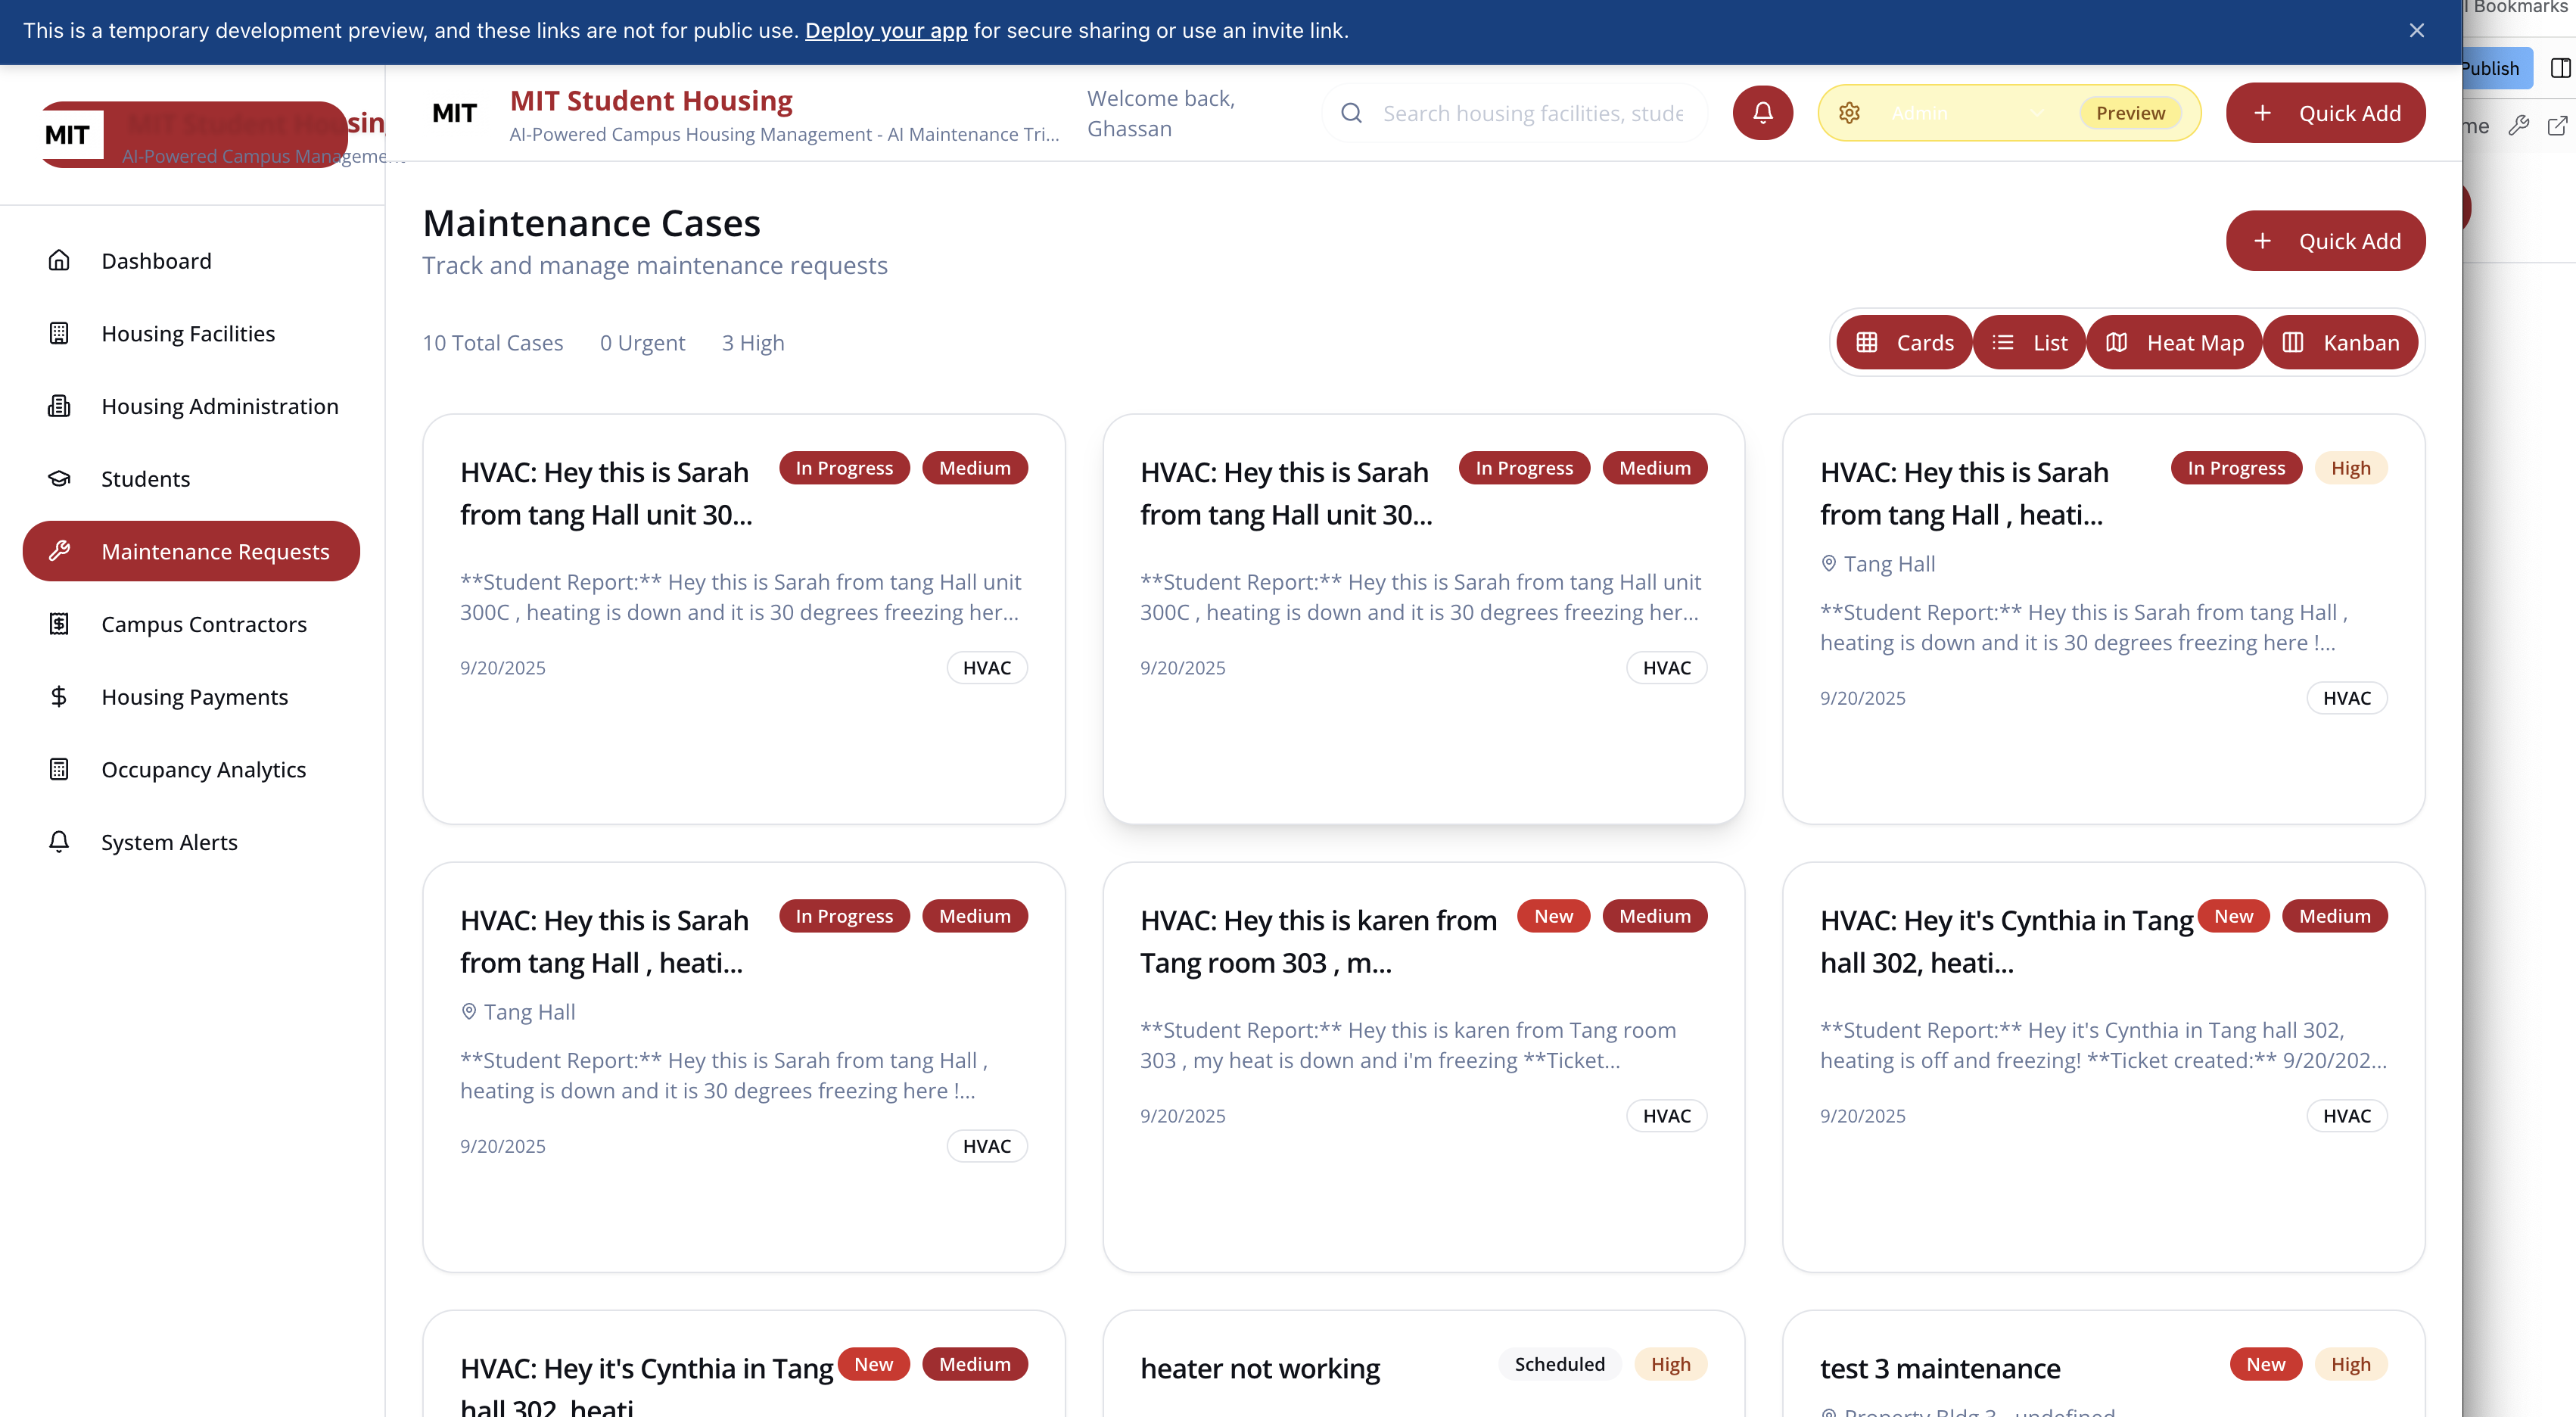 This is a temporary development preview, and these links are not for public use. Deploy your app for secure sharing or use an invite link.
Bookmarks
Publish
MIT
MIT Student Housin
AI-Powered Campus Management
MIT
MIT Student Housing
AI-Powered Campus Housing Management - AI Maintenance Tri...
Welcome back,
Ghassan
Search housing facilities, stude
Admin
Preview
Quick Add
me
Dashboard
Housing Facilities
Housing Administration
Students
Maintenance Requests
Campus Contractors
Housing Payments
Occupancy Analytics
System Alerts
Maintenance Cases
Track and manage maintenance requests
Quick Add
10 Total Cases 0 Urgent 3 High
Cards List Heat Map Kanban
HVAC: Hey this is Sarah
from tang Hall unit 30...
In Progress Medium
**Student Report:** Hey this is Sarah from tang Hall unit
300C , heating is down and it is 30 degrees freezing her...
9/20/2025 HVAC
HVAC: Hey this is Sarah
from tang Hall unit 30...
In Progress Medium
**Student Report:** Hey this is Sarah from tang Hall unit
300C , heating is down and it is 30 degrees freezing her...
9/20/2025 HVAC
HVAC: Hey this is Sarah
from tang Hall , heati...
In Progress High
Tang Hall
**Student Report:** Hey this is Sarah from tang Hall ,
heating is down and it is 30 degrees freezing here !...
9/20/2025 HVAC
HVAC: Hey this is Sarah
from tang Hall , heati...
In Progress Medium
Tang Hall
**Student Report:** Hey this is Sarah from tang Hall ,
heating is down and it is 30 degrees freezing here !...
9/20/2025 HVAC
HVAC: Hey this is karen from
Tang room 303 , m...
New Medium
**Student Report:** Hey this is karen from Tang room
303 , my heat is down and i'm freezing **Ticket...
9/20/2025 HVAC
HVAC: Hey it's Cynthia in Tang
hall 302, heati...
New Medium
**Student Report:** Hey it's Cynthia in Tang hall 302,
heating is off and freezing! **Ticket created:** 9/20/202...
9/20/2025 HVAC
HVAC: Hey it's Cynthia in Tang
hall 302, heati
New Medium
heater not working
Scheduled High
test 3 maintenance
New High
Property Bldg 3 - undefined